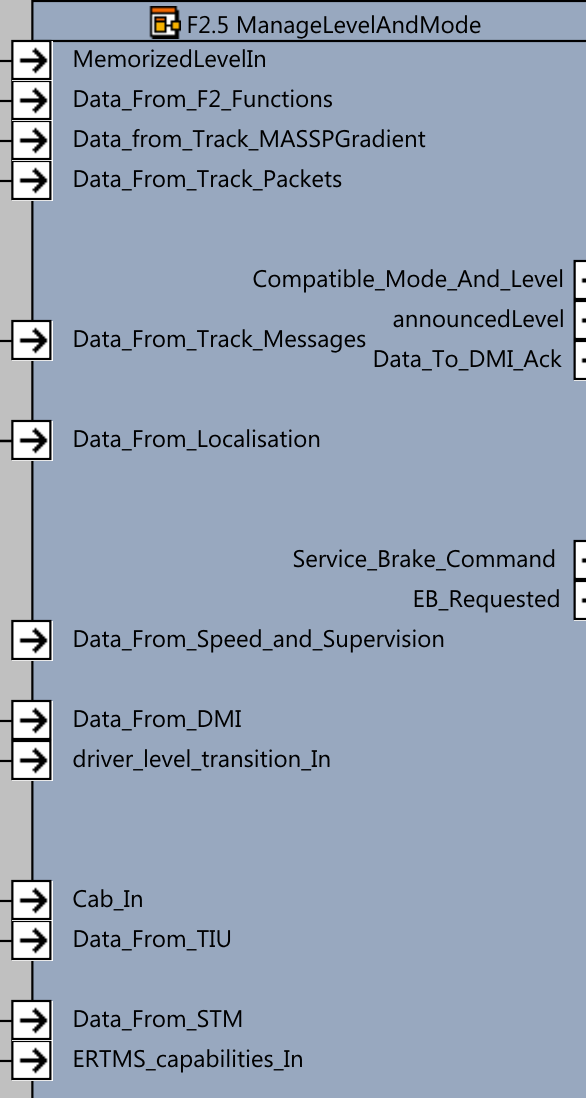 F2.5 ManageLevelAndMode
MemorizedLevelIn
Data_From_F2_Functions
Data_from_Track_MASSPGradient
Data_From_Track_Packets
Compatible_Mode_And_Level
announcedLevel
Data_From_Track_Messages
Data_To_DMI_Ack
Data_From_Localisation
Service_Brake_Command
EB_Requested
Data_From_Speed_and_Supervision
Data_From_DMI
driver_level_transition_In
Cab_In
Data_From_TIU
Data_From_STM
ERTMS_capabilities_In